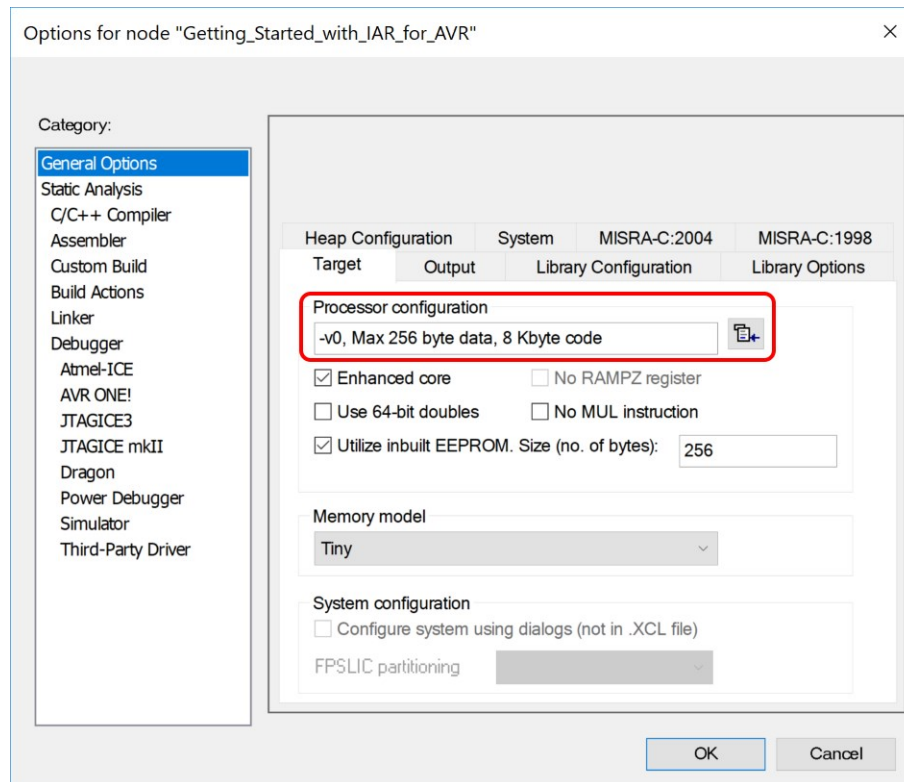 Options for node "Getting_Started_with_IAR_for_AVR"
Category:
General Options
Static Analysis
C/C++ Compiler
Assembler
Custom Build
Build Actions
Linker
Debugger
Atmel-ICE
AVR ONE!
JTAGICE3
JTAGICE mkII
Dragon
Power Debugger
Simulator
Third-Party Driver
Heap Configuration System MISRA-C:2004 MISRA-C:1998
Target Output Library Configuration Library Options
Processor configuration
-v0, Max 256 byte data, 8 Kbyte code
Enhanced core No RAMPZ register
Use 64-bit doubles No MUL instruction
Utilize inbuilt EEPROM. Size (no. of bytes): 256
Memory model
Tiny
System configuration
Configure system using dialogs (not in .XCL file)
FPSLIC partitioning
OK Cancel